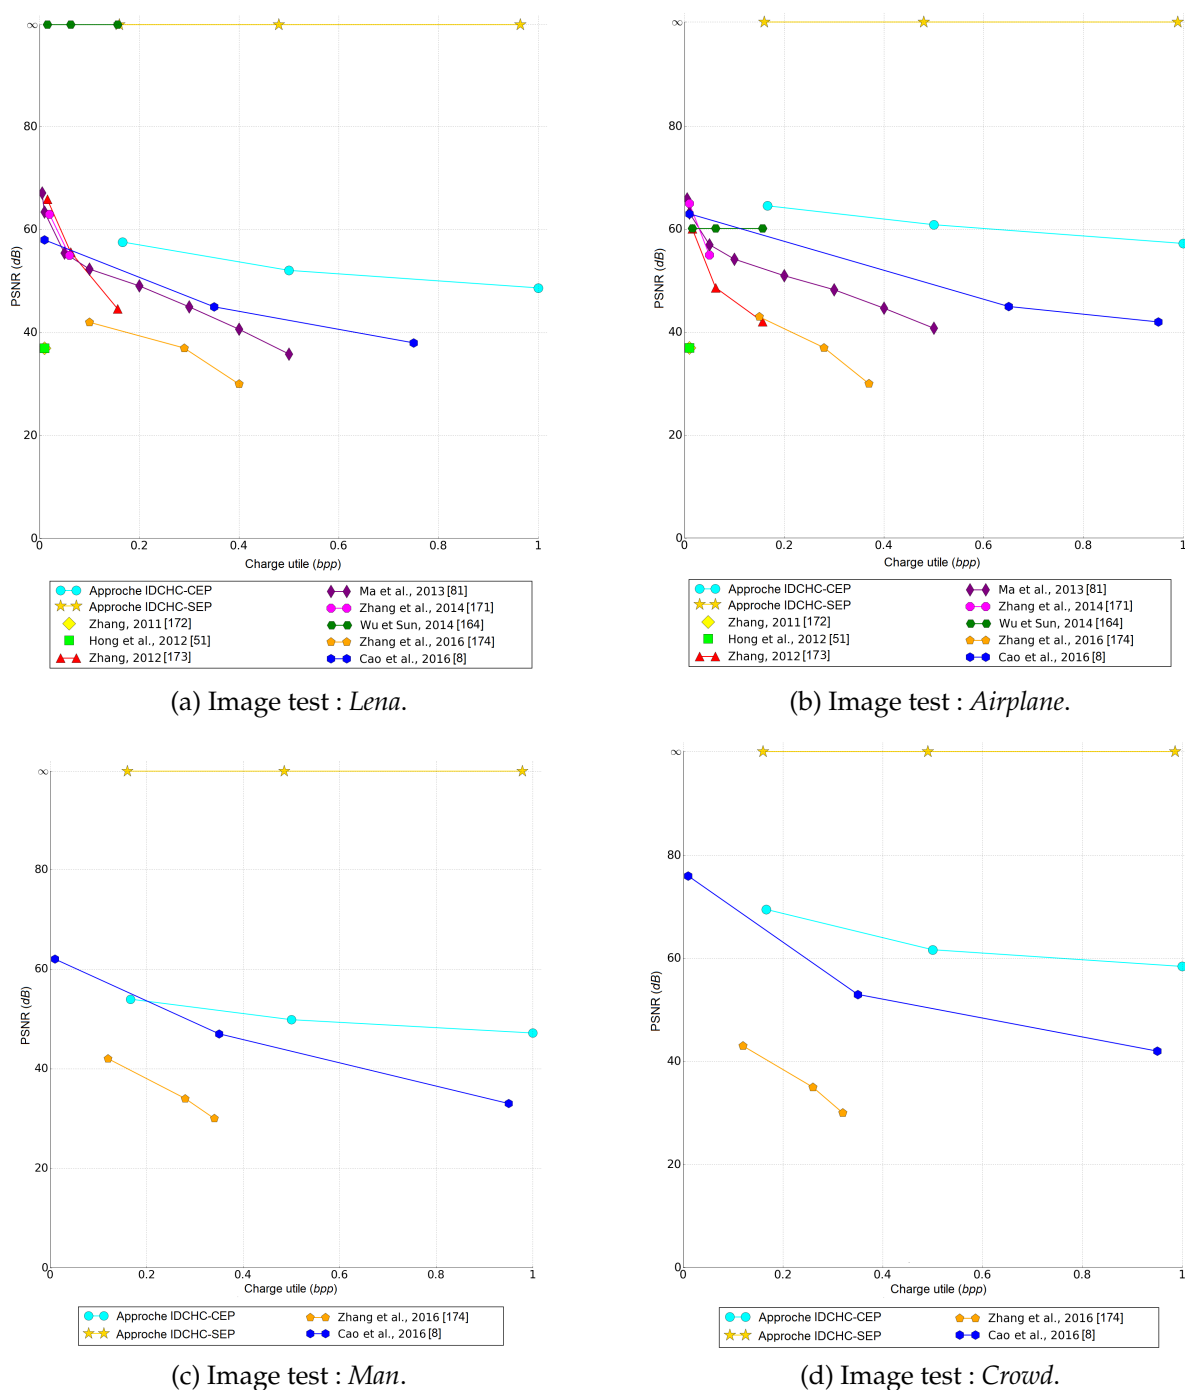 ∞
80
60
40
20
0
PSNR (dB)
0 0.2 0.4 0.6 0.8 1
Charge utile (bpp)
Approche IDCHC-CEP
Approche IDCHC-SEP
Zhang, 2011 [172]
Hong et al., 2012 [51]
Zhang, 2012 [173]
Ma et al., 2013 [81]
Zhang et al., 2014 [171]
Wu et Sun, 2014 [164]
Zhang et al., 2016 [174]
Cao et al., 2016 [8]
(a) Image test : Lena.
∞
80
60
40
20
0
PSNR (dB)
0 0.2 0.4 0.6 0.8 1
Charge utile (bpp)
Approche IDCHC-CEP
Approche IDCHC-SEP
Zhang, 2011 [172]
Hong et al., 2012 [51]
Zhang, 2012 [173]
Ma et al., 2013 [81]
Zhang et al., 2014 [171]
Wu et Sun, 2014 [164]
Zhang et al., 2016 [174]
Cao et al., 2016 [8]
(b) Image test : Airplane.
∞
80
60
40
20
0
PSNR (dB)
0 0.2 0.4 0.6 0.8 1
Charge utile (bpp)
Approche IDCHC-CEP
Approche IDCHC-SEP
Zhang et al., 2016 [174]
Cao et al., 2016 [8]
(c) Image test : Man.
∞
80
60
40
20
0
PSNR (dB)
0 0.2 0.4 0.6 0.8 1
Charge utile (bpp)
Approche IDCHC-CEP
Approche IDCHC-SEP
Zhang et al., 2016 [174]
Cao et al., 2016 [8]
(d) Image test : Crowd.